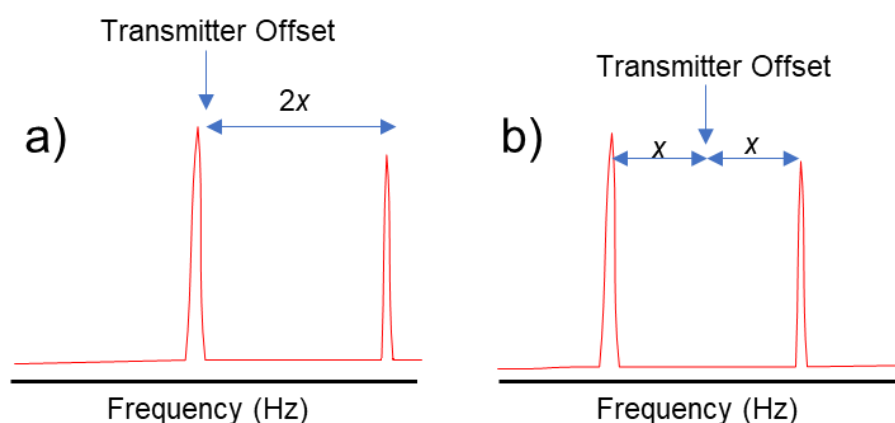 Transmitter Offset
a)
2x
Frequency (Hz)
Transmitter Offset
b)
x
x
Frequency (Hz)